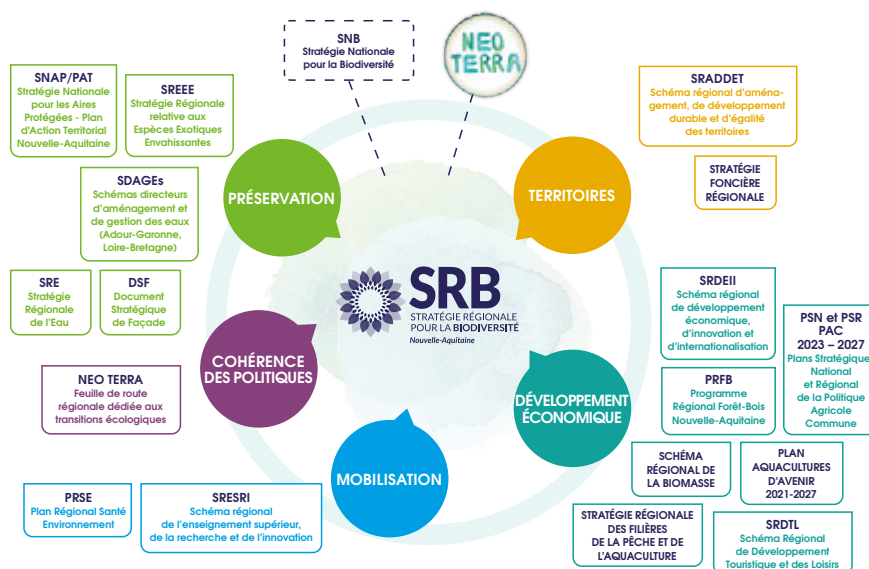 SNB
Stratégie Nationale
pour la Biodiversité
NEO
TERRA
SNAP/PAT
Stratégie Nationale
pour les Aires
Protégées - Plan
d'Action Territorial
Nouvelle-Aquitaine
SREEE
Stratégie Régionale
relative aux
Espèces Exotiques
Envahissantes
SDAGEs
Schémas directeurs
d'aménagement et
de gestion des eaux
(Adour-Garonne,
Loire-Bretagne)
SRE
Stratégie
Régionale
de l'Eau
DSF
Document
Stratégique
de Façade
PRÉSERVATION
TERRITOIRES
SRADDET
Schéma régional d'aména-
gement, de développement
durable et d'égalité
des territoires
STRATÉGIE
FONCIÈRE
RÉGIONALE
SRB
STRATÉGIE RÉGIONALE
POUR LA BIODIVERSITÉ
Nouvelle-Aquitaine
COHÉRENCE
DES POLITIQUES
NEO TERRA
Feuille de route
régionale dédiée aux
transitions écologiques
DÉVELOPPEMENT
ÉCONOMIQUE
SRDEII
Schéma régional
de développement
économique,
d'innovation et
d'internationalisation
PSN et PSR
PAC
2023 – 2027
Plans Stratégique
National
et Régional
de la Politique
Agricole
Commune
PRFB
Programme
Régional Forêt-Bois
Nouvelle-Aquitaine
SCHÉMA
RÉGIONAL DE
LA BIOMASSE
PLAN
AQUACULTURES
D'AVENIR
2021-2027
STRATÉGIE RÉGIONALE
DES FILIÈRES
DE LA PÊCHE ET DE
L'AQUACULTURE
SRDTL
Schéma Régional
de Développement
Touristique et des Loisirs
MOBILISATION
PRSE
Plan Régional Santé
Environnement
SRESRI
Schéma régional
de l'enseignement supérieur,
de la recherche et de l'innovation